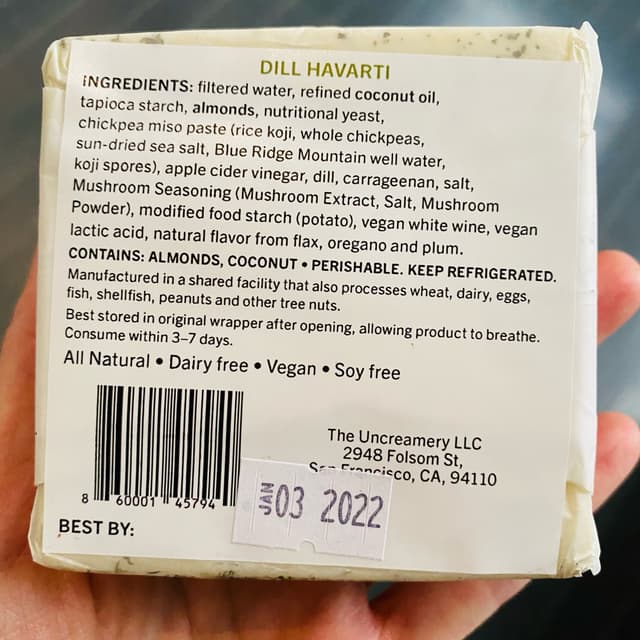 DILL HAVARTI
INGREDIENTS: filtered water, refined coconut oil,
tapioca starch, almonds, nutritional yeast,
chickpea miso paste (rice koji, whole chickpeas,
sun-dried sea salt, Blue Ridge Mountain well water,
koji spores), apple cider vinegar, dill, carrageenan, salt,
Mushroom Seasoning (Mushroom Extract, Salt, Mushroom
Powder), modified food starch (potato), vegan white wine, vegan
lactic acid, natural flavor from flax, oregano and plum.
CONTAINS: ALMONDS, COCONUT • PERISHABLE. KEEP REFRIGERATED.
Manufactured in a shared facility that also processes wheat, dairy, eggs,
fish, shellfish, peanuts and other tree nuts.
Best stored in original wrapper after opening, allowing product to breathe.
Consume within 3–7 days.
All Natural • Dairy free • Vegan • Soy free
The Uncreamery LLC
2948 Folsom St,
San Francisco, CA, 94110
8 60001 45794
BEST BY:
JAN 03 2022